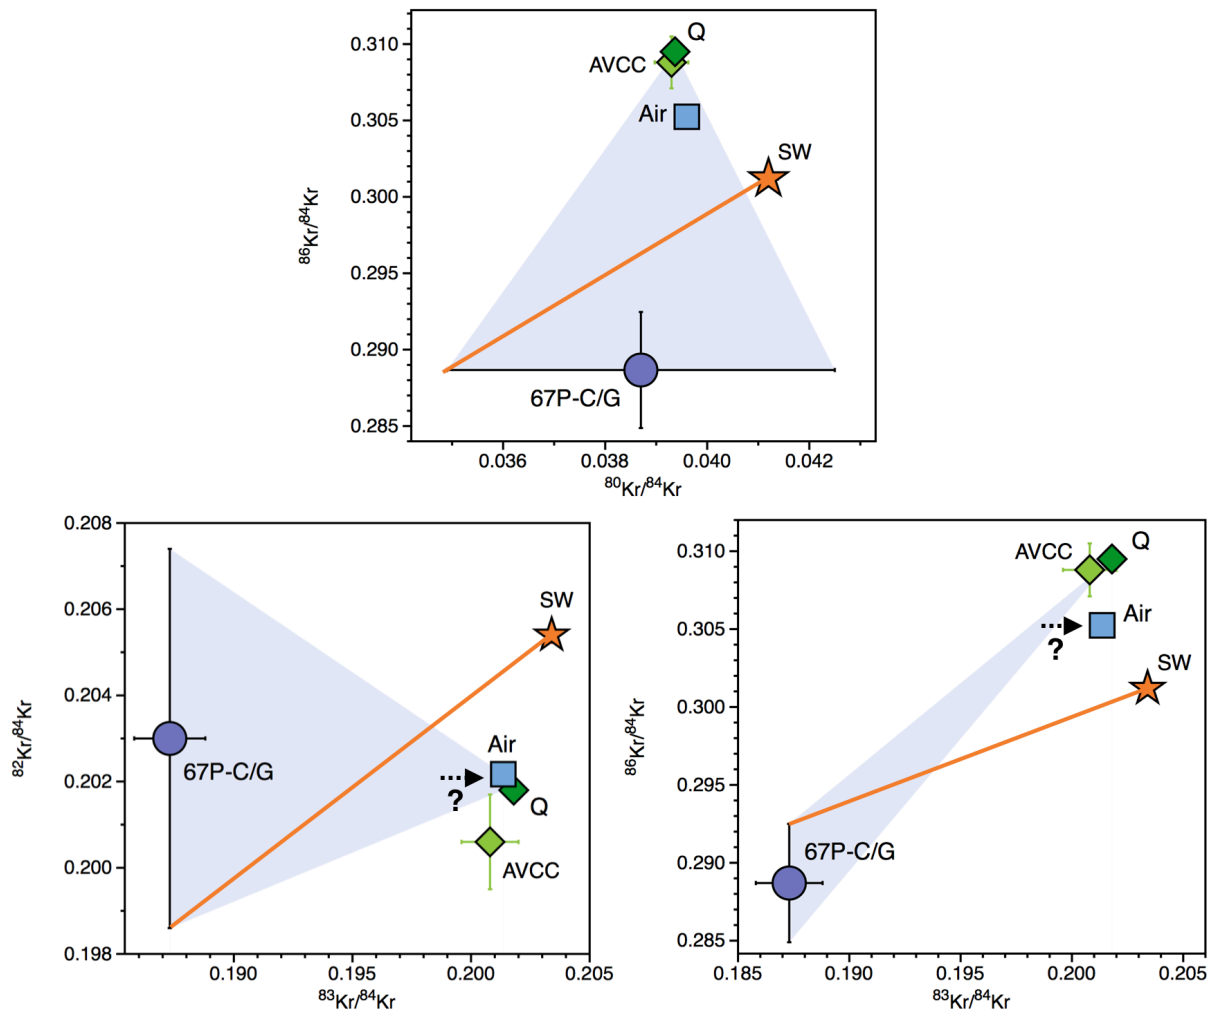 0.310
0.305
0.300
0.295
0.290
0.285
⁸⁶Kr/⁸⁴Kr
Q
AVCC
Air
SW
67P-C/G
0.036 0.038 0.040 0.042
⁸⁰Kr/⁸⁴Kr
0.208
0.206
0.204
0.202
0.200
0.198
⁸²Kr/⁸⁴Kr
SW
Air
67P-C/G
?
Q
AVCC
0.190 0.195 0.200 0.205
⁸³Kr/⁸⁴Kr
0.310
0.305
0.300
0.295
0.290
0.285
⁸⁶Kr/⁸⁴Kr
AVCC
Q
Air
?
SW
67P-C/G
0.185 0.190 0.195 0.200 0.205
⁸³Kr/⁸⁴Kr